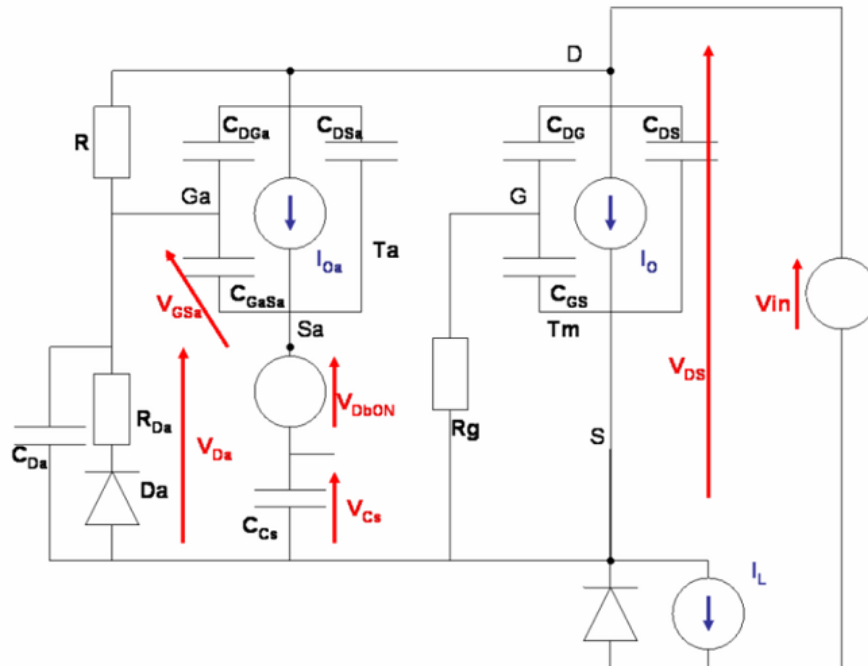 D
C_DGa
C_DSa
C_DG
C_DS
R
Ga
G
I_Oa
Ta
I_O
V_GSa
C_GaSa
C_GS
Vin
Sa
Tm
V_DS
R_Da
V_DbON
Rg
S
C_Da
V_Da
Da
C_Cs
V_Cs
I_L